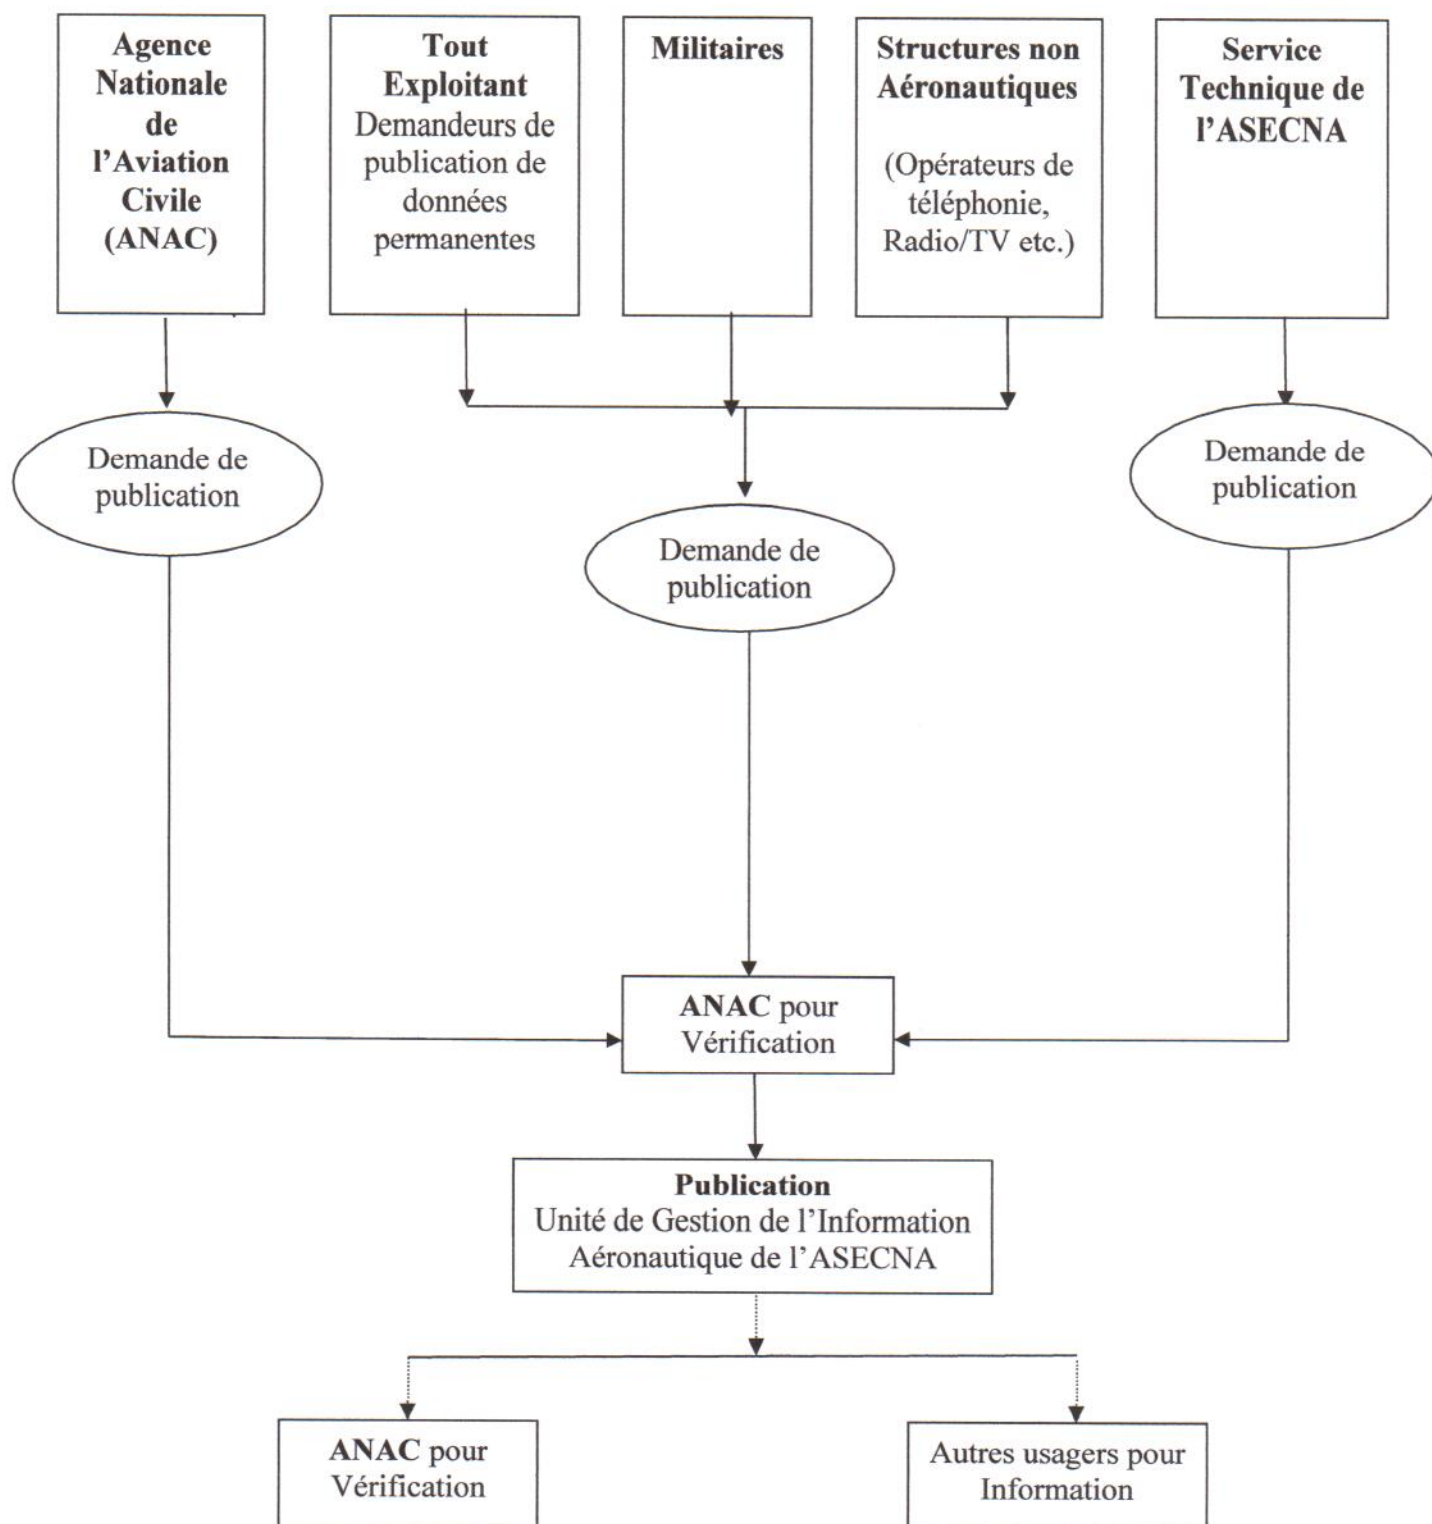 Agence
Nationale
de
l'Aviation
Civile
(ANAC)
Tout
Exploitant
Demandeurs de
publication de
données
permanentes
Militaires
Structures non
Aéronautiques
(Opérateurs de
téléphonie,
Radio/TV etc.)
Service
Technique de
l'ASECNA
Demande de
publication
Demande de
publication
Demande de
publication
ANAC pour
Vérification
Publication
Unité de Gestion de l'Information
Aéronautique de l'ASECNA
ANAC pour
Vérification
Autres usagers pour
Information